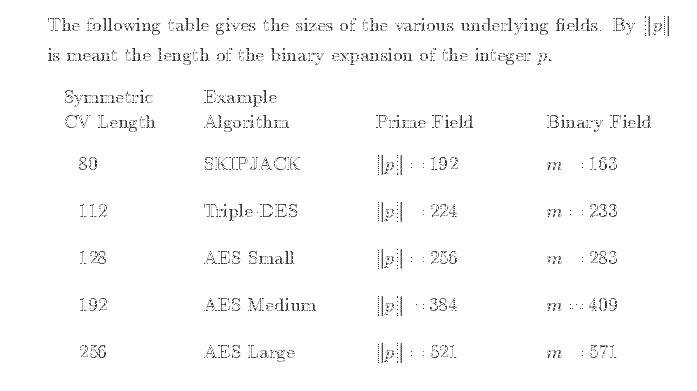 The following table gives the sizes of the various underlying fields. By ||p||
is meant the length of the binary expansion of the integer p.
Symmetric Example
CV Length Algorithm Prime Field Binary Field
80 SKIPJACK ||p|| = 192 m = 163
112 Triple-DES ||p|| = 224 m = 233
128 AES Small ||p|| = 256 m = 283
192 AES Medium ||p|| = 384 m = 409
256 AES Large ||p|| = 521 m = 571